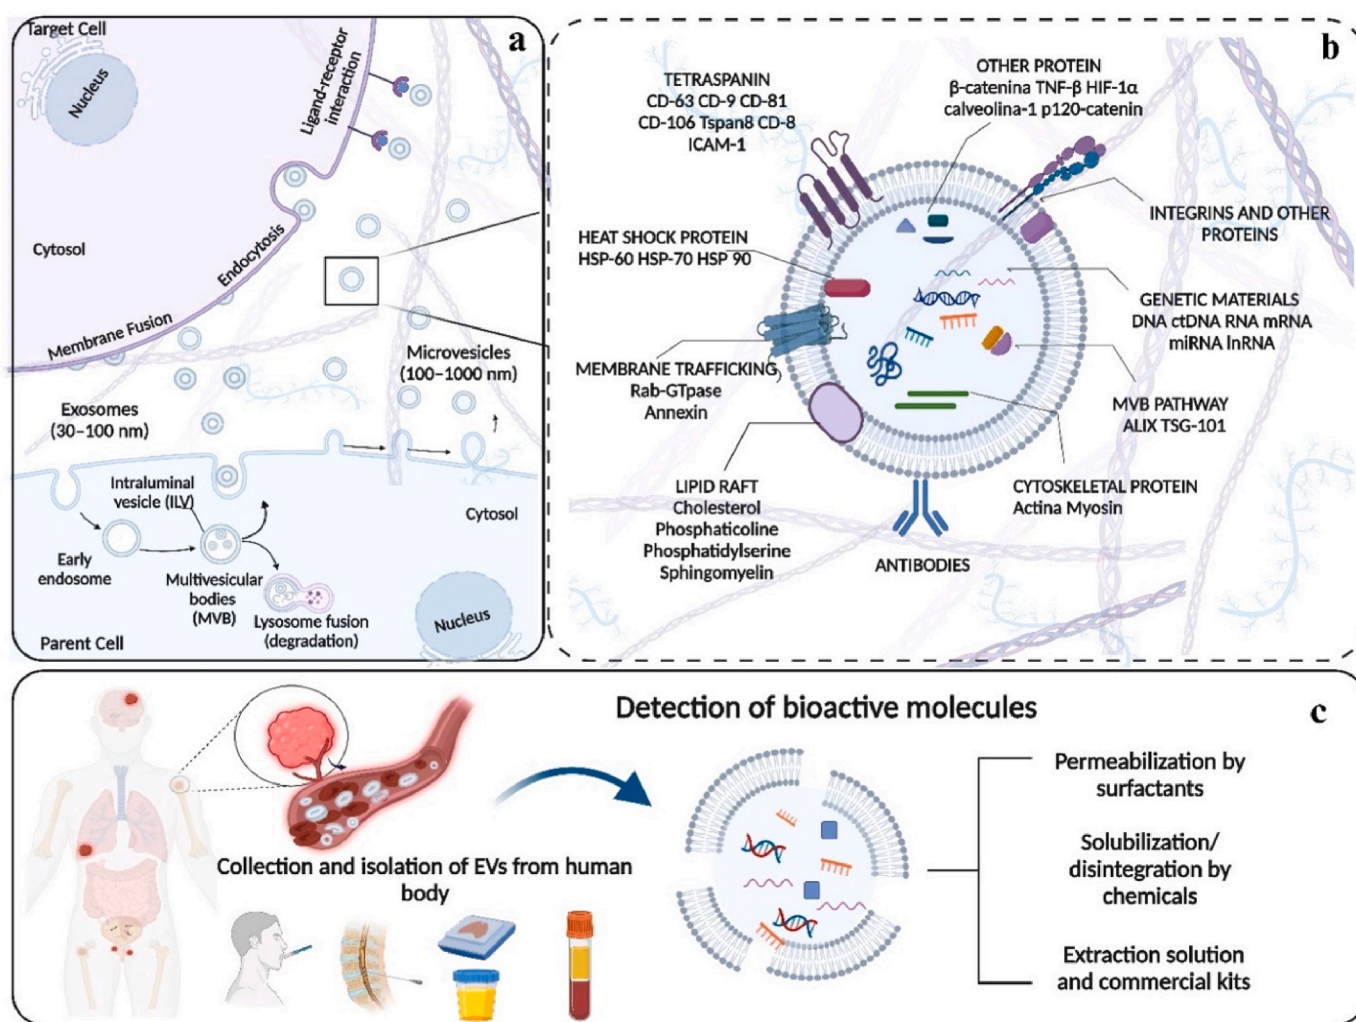 a
Target Cell
Nucleus
Ligand-receptor
interaction
Cytosol
Endocytosis
Membrane Fusion
Microvesicles
(100–1000 nm)
Exosomes
(30–100 nm)
Intraluminal
vesicle (ILV)
Cytosol
Early
endosome
Multivesicular
bodies
(MVB)
Lysosome fusion
(degradation)
Nucleus
Parent Cell
b
TETRASPANIN
CD-63 CD-9 CD-81
CD-106 Tspan8 CD-8
ICAM-1
OTHER PROTEIN
β-catenina TNF-β HIF-1α
calveolina-1 p120-catenin
INTEGRINS AND OTHER
PROTEINS
HEAT SHOCK PROTEIN
HSP-60 HSP-70 HSP 90
GENETIC MATERIALS
DNA ctDNA RNA mRNA
miRNA lnRNA
MEMBRANE TRAFFICKING
Rab-GTpase
Annexin
MVB PATHWAY
ALIX TSG-101
LIPID RAFT
Cholesterol
Phosphaticoline
Phosphatidylserine
Sphingomyelin
CYTOSKELETAL PROTEIN
Actina Myosin
ANTIBODIES
c
Detection of bioactive molecules
Collection and isolation of EVs from human
body
Permeabilization by
surfactants
Solubilization/
disintegration by
chemicals
Extraction solution
and commercial kits